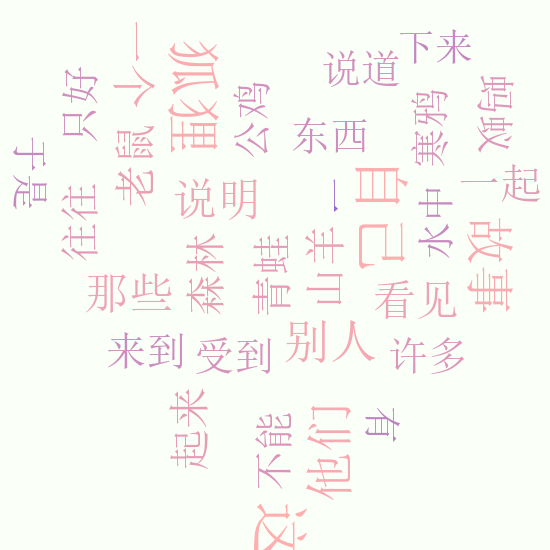 下来
说道
一个
狐狸
只好
公鸡
寒鸦
蚂蚁
老鼠
东西
于是
说明
一
自己
一起
往往
水中
森林
青蛙
山羊
故事
那些
看见
来到
受到
别人
许多
起来
不能
他们
有
这